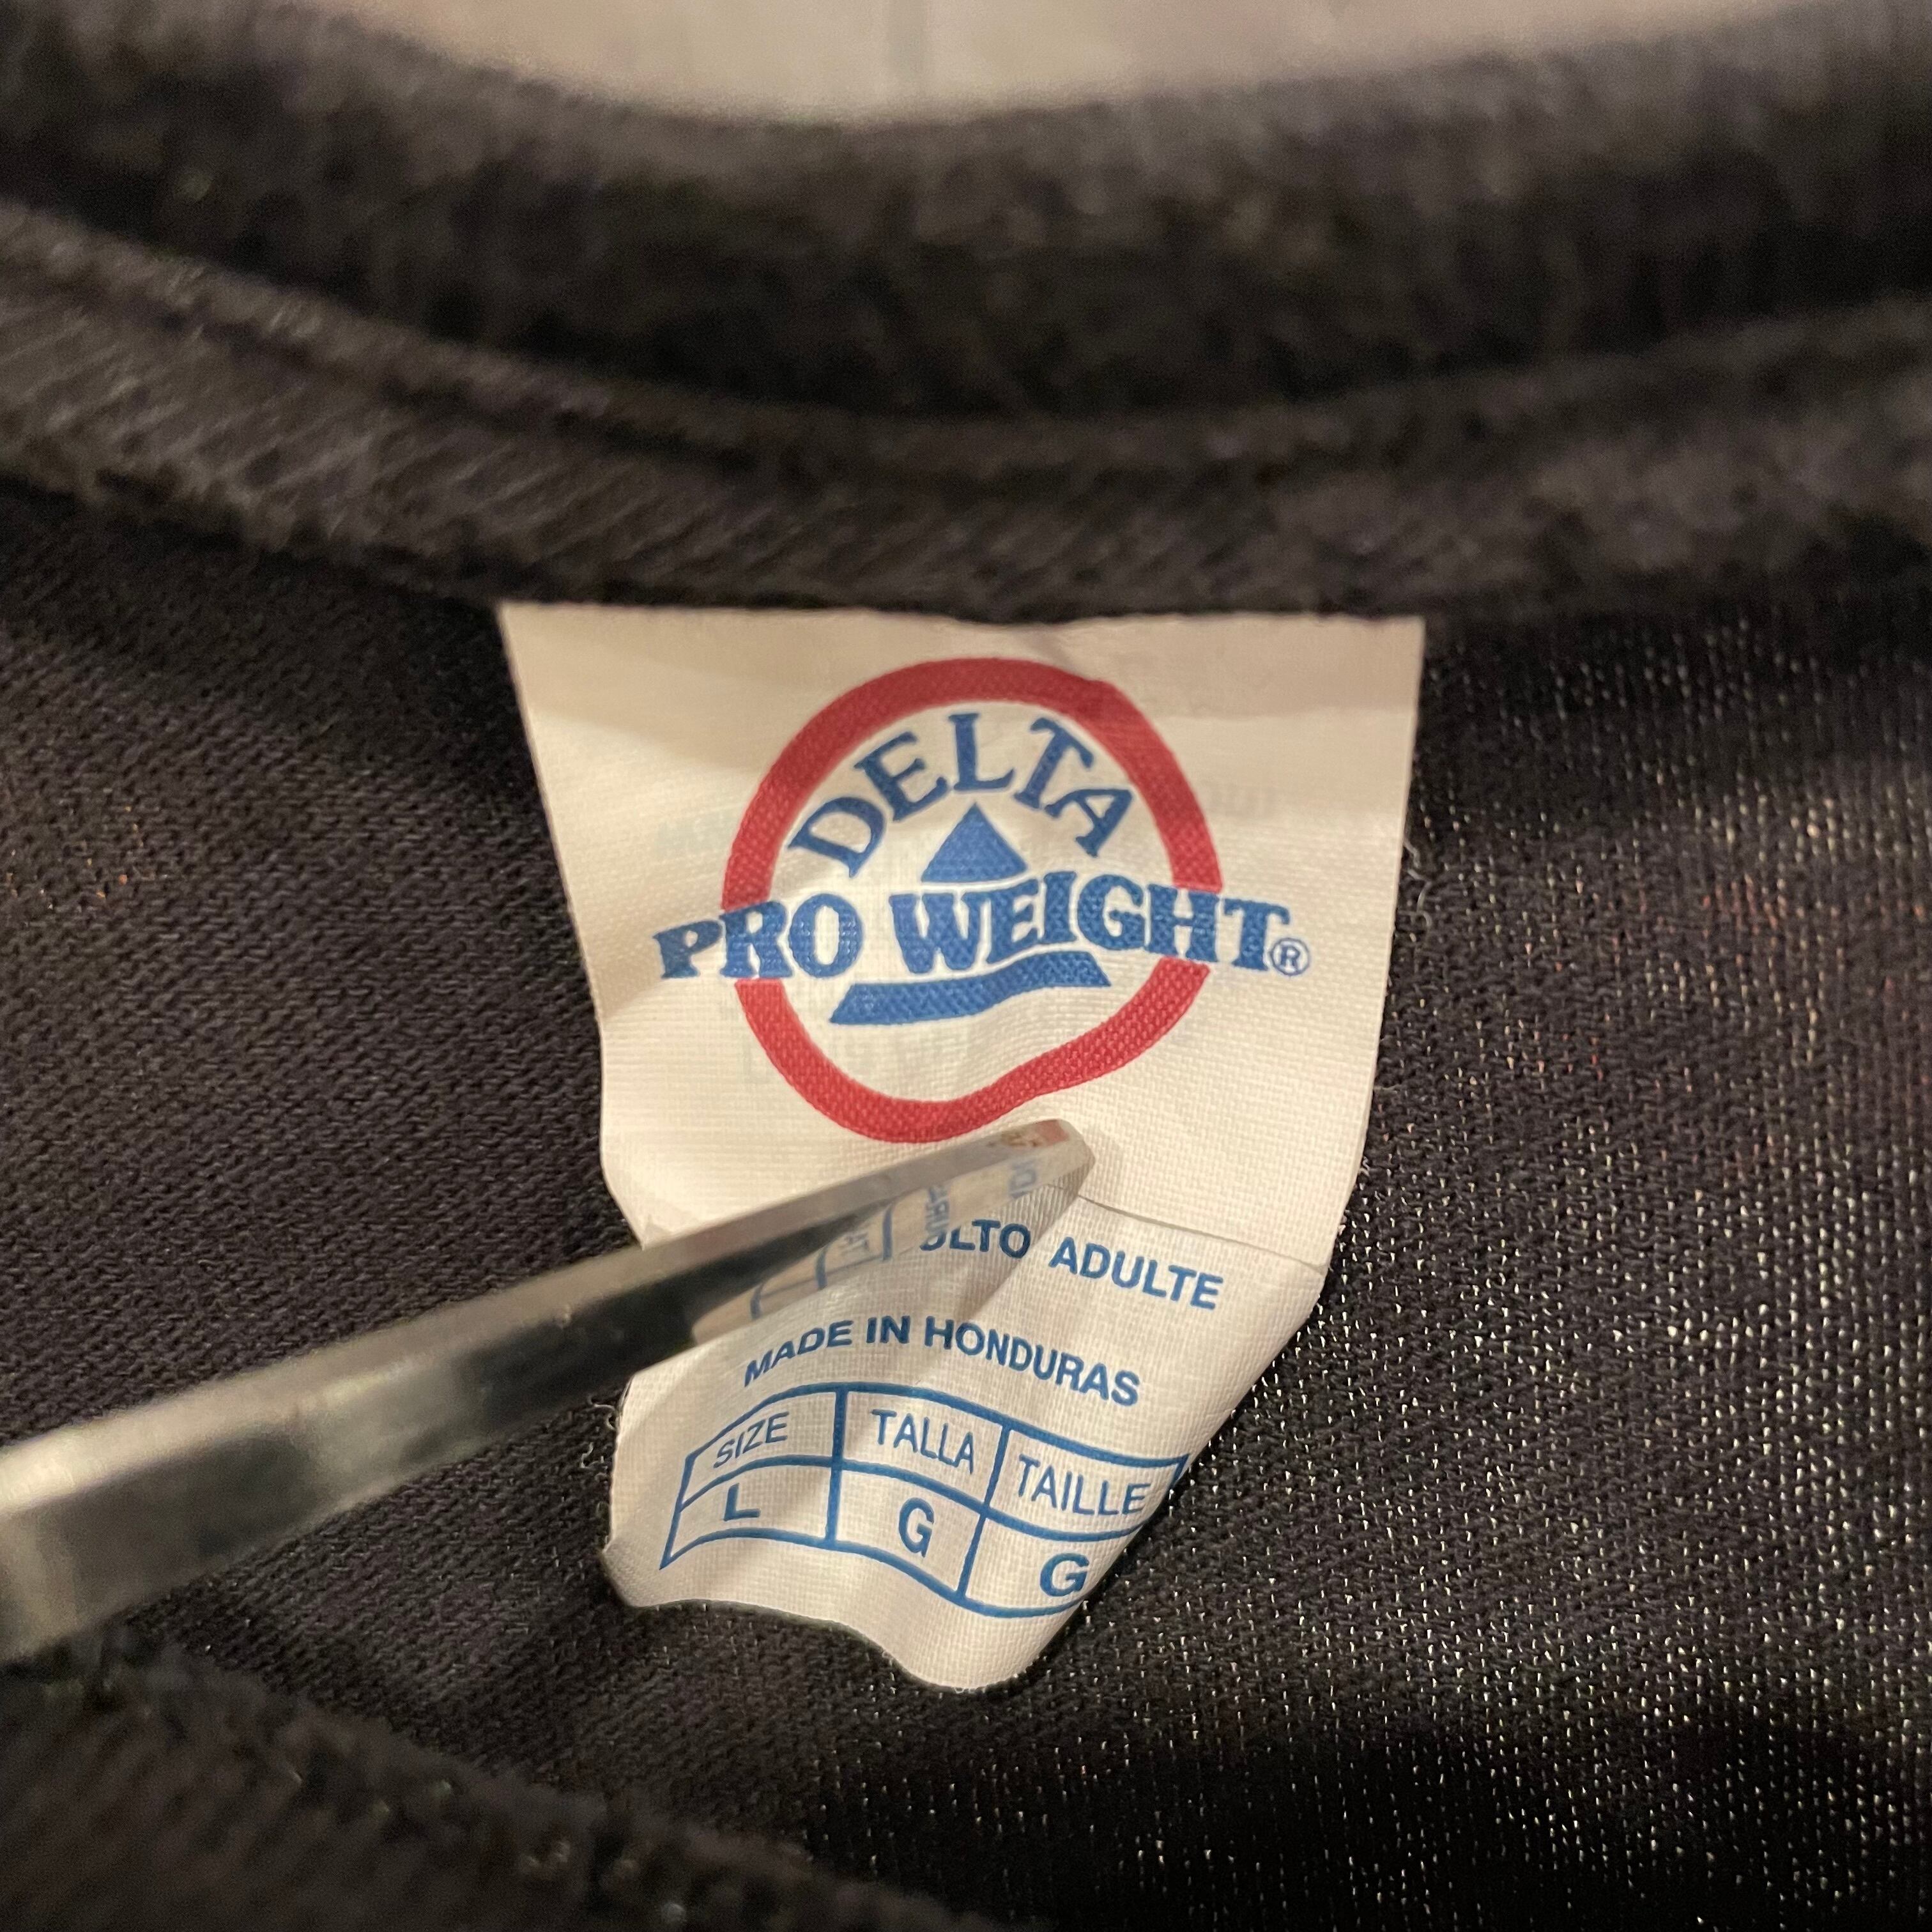 DELTA
PRO WEIGHT®
ADULTE
MADE IN HONDURAS
SIZE TALLA TAILLE
L G G